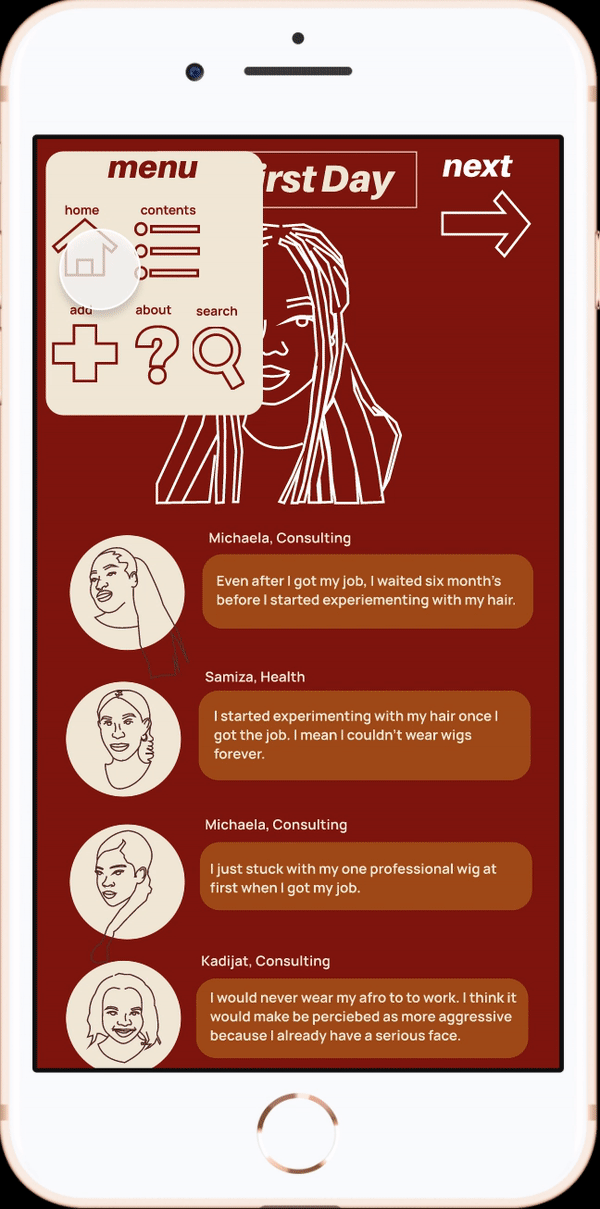 menu
irst Day
next
home
contents
add
about
search
Michaela, Consulting
Even after I got my job, I waited six month's
before I started experiementing with my hair.
Samiza, Health
I started experimenting with my hair once I
got the job. I mean I couldn't wear wigs
forever.
Michaela, Consulting
I just stuck with my one professional wig at
first when I got my job.
Kadijat, Consulting
I would never wear my afro to to work. I think it
would make be perciebed as more aggressive
because I already have a serious face.